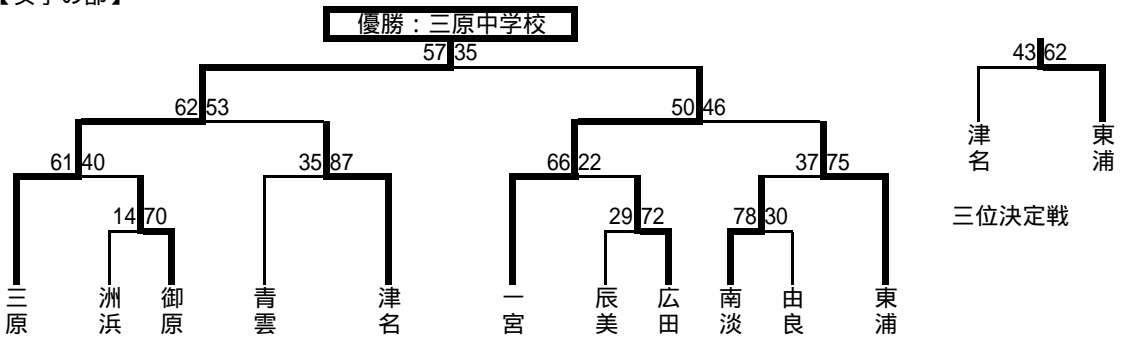 【女子の部】
優勝：三原中学校
57 35
43 62
62 53
50 46
津名
東浦
61 40
35 87
66 22
37 75
14 70
29 72
78 30
三位決定戦
三原
洲浜
御原
青雲
津名
一宮
辰美
広田
南淡
由良
東浦